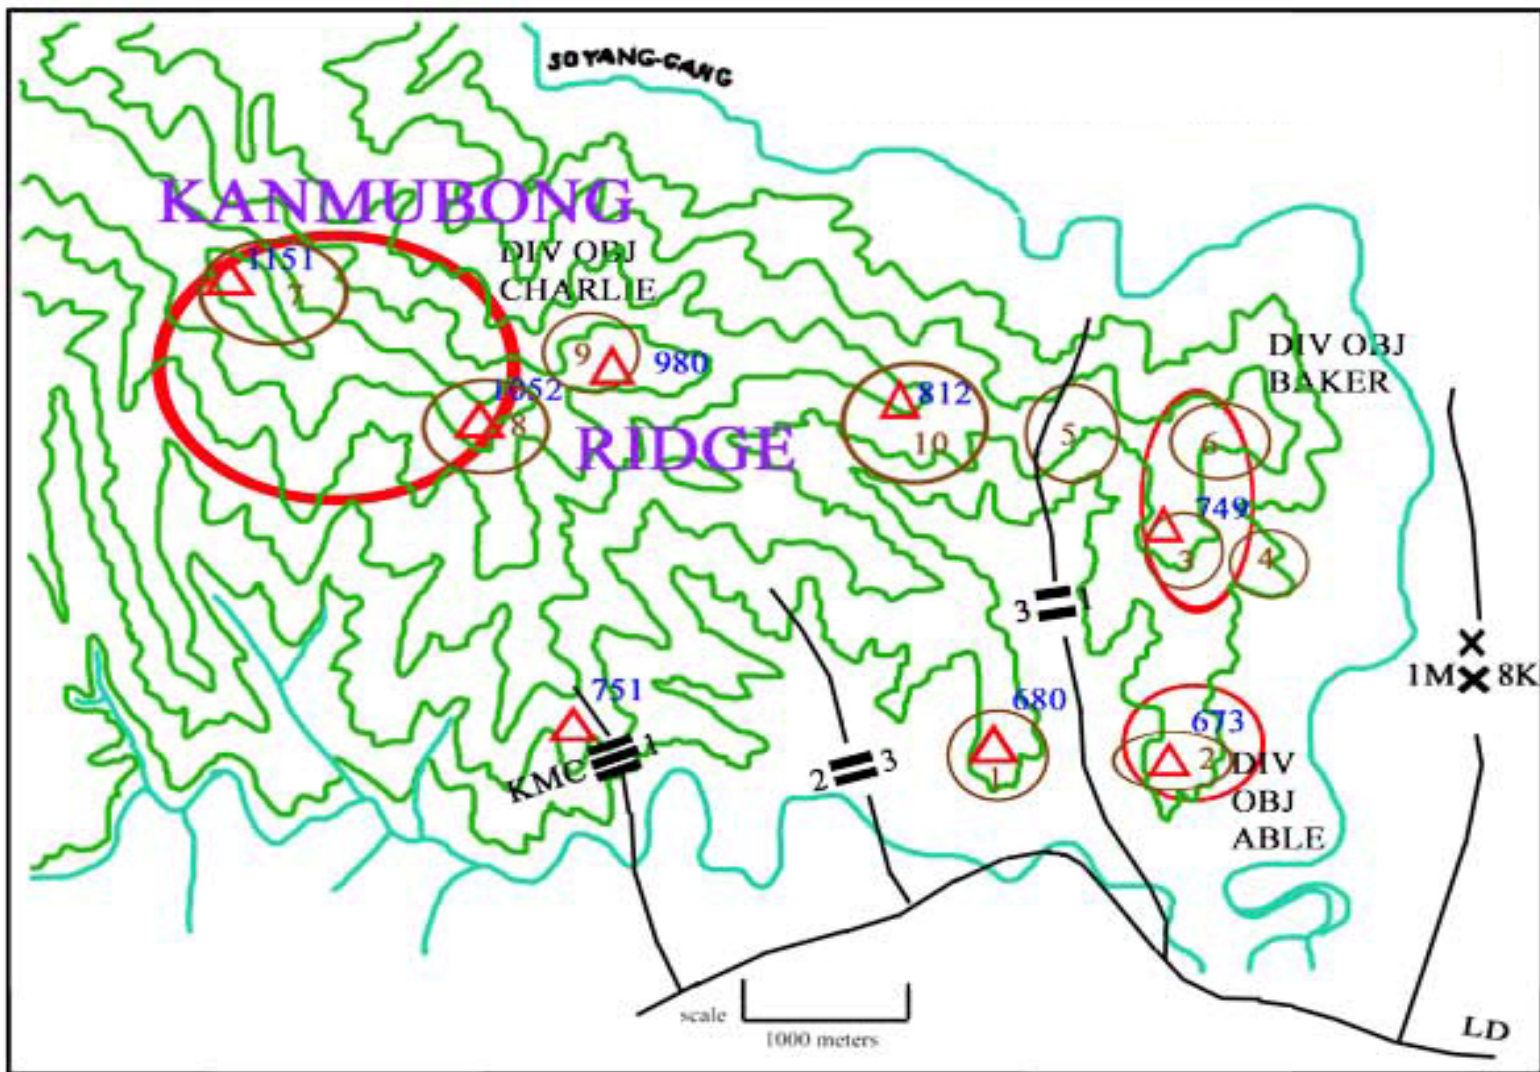 SOYANG-GANG
KANMUBONG
1151
7
DIV OBJ
CHARLIE
9
980
1052
8
RIDGE
812
10
5
DIV OBJ
BAKER
6
749
3
4
3
1
1M
8K
751
KMC
1
680
1
673
2
DIV
OBJ
ABLE
2
3
scale
1000 meters
LD